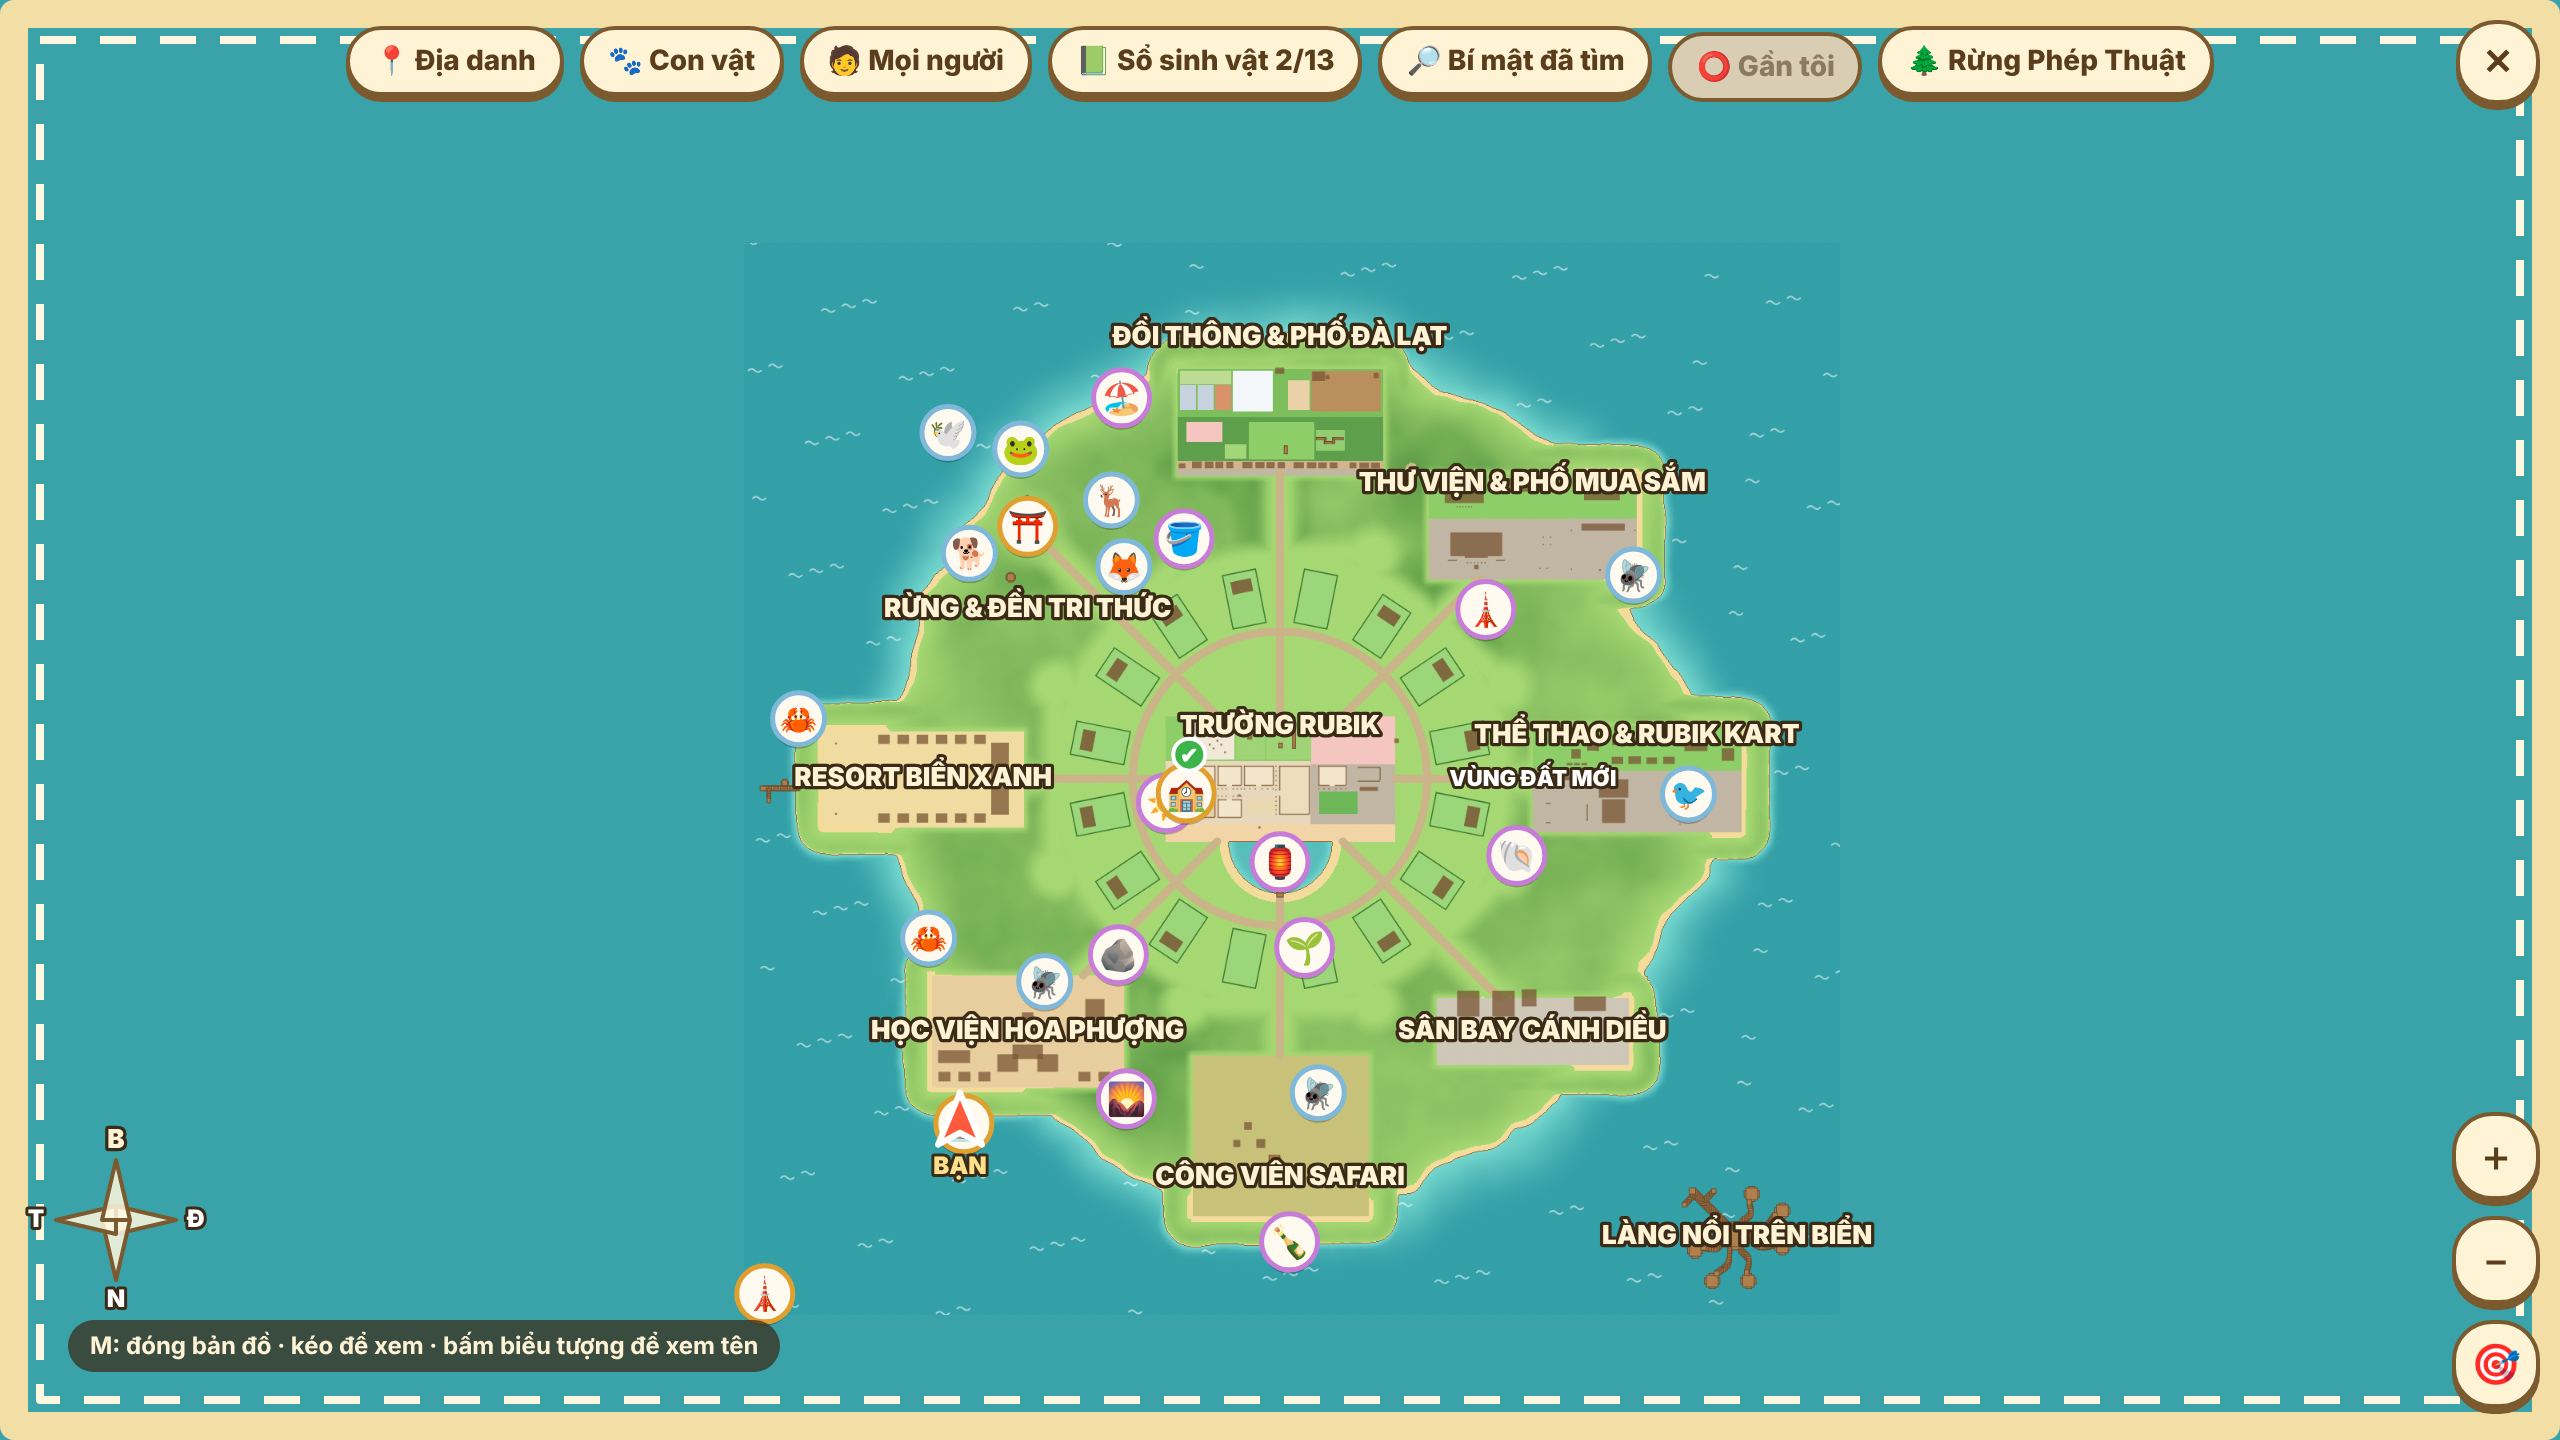 Địa danh
Con vật
Mọi người
Sổ sinh vật 2/13
Bí mật đã tìm
Gần tôi
Rừng Phép Thuật
ĐỒI THÔNG & PHỐ ĐÀ LẠT
THƯ VIỆN & PHỐ MUA SẮM
RỪNG & ĐỀN TRI THỨC
TRƯỜNG RUBIK
THỂ THAO & RUBIK KART
RESORT BIỂN XANH
VÙNG ĐẤT MỚI
HỌC VIỆN HOA PHƯỢNG
SÂN BAY CÁNH DIỀU
BẠN
CÔNG VIÊN SAFARI
LÀNG NỔI TRÊN BIỂN
B
T
Đ
N
M: đóng bản đồ · kéo để xem · bấm biểu tượng để xem tên